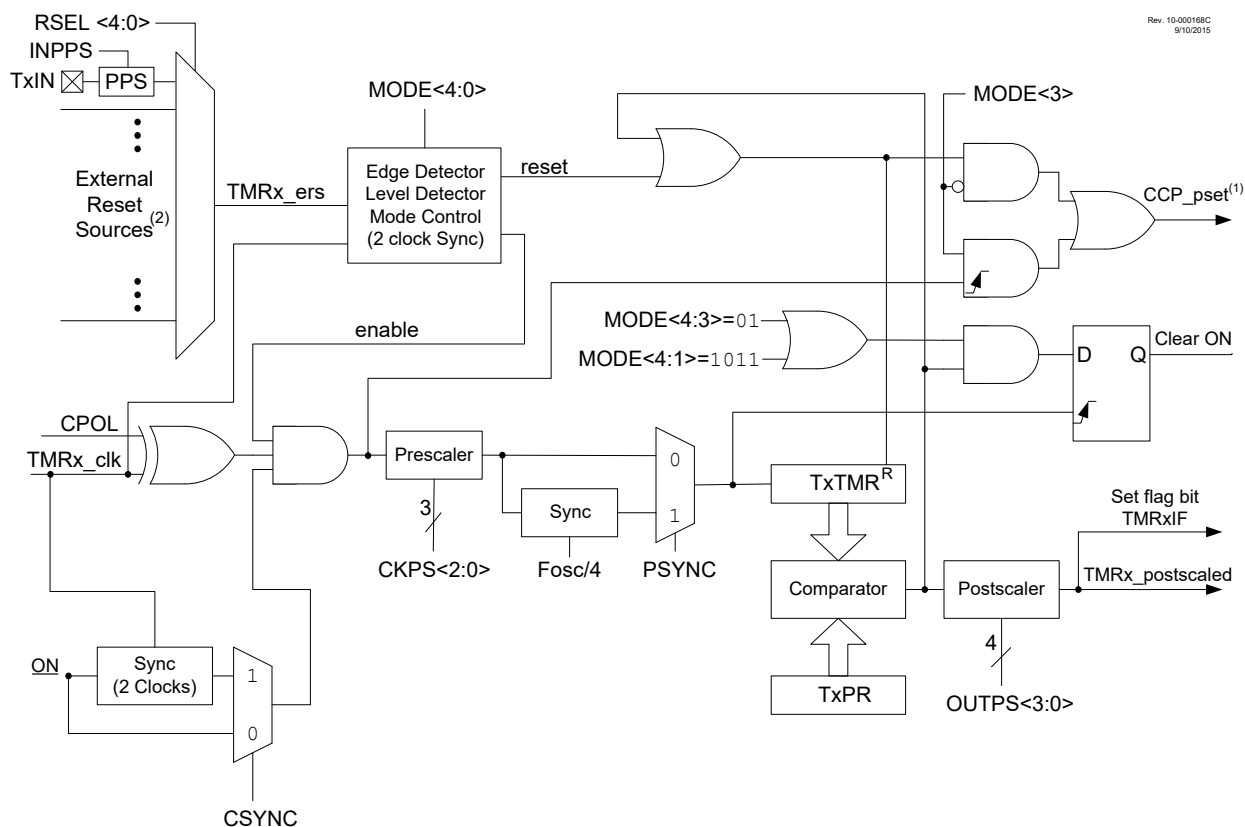 Rev. 10-000168C
9/10/2015
RSEL <4:0>
INPPS
TxIN
PPS
MODE<4:0>
MODE<3>
External
Reset
Sources(2)
TMRx_ers
Edge Detector
Level Detector
Mode Control
(2 clock Sync)
reset
CCP_pset(1)
enable
MODE<4:3>=01
MODE<4:1>=1011
D
Q
Clear ON
CPOL
TMRx_clk
Prescaler
0
1
Sync
3
CKPS<2:0>
Fosc/4
PSYNC
TxTMR
R
Set flag bit
TMRxIF
Comparator
Postscaler
TMRx_postscaled
ON
Sync
(2 Clocks)
1
0
TxPR
4
OUTPS<3:0>
CSYNC